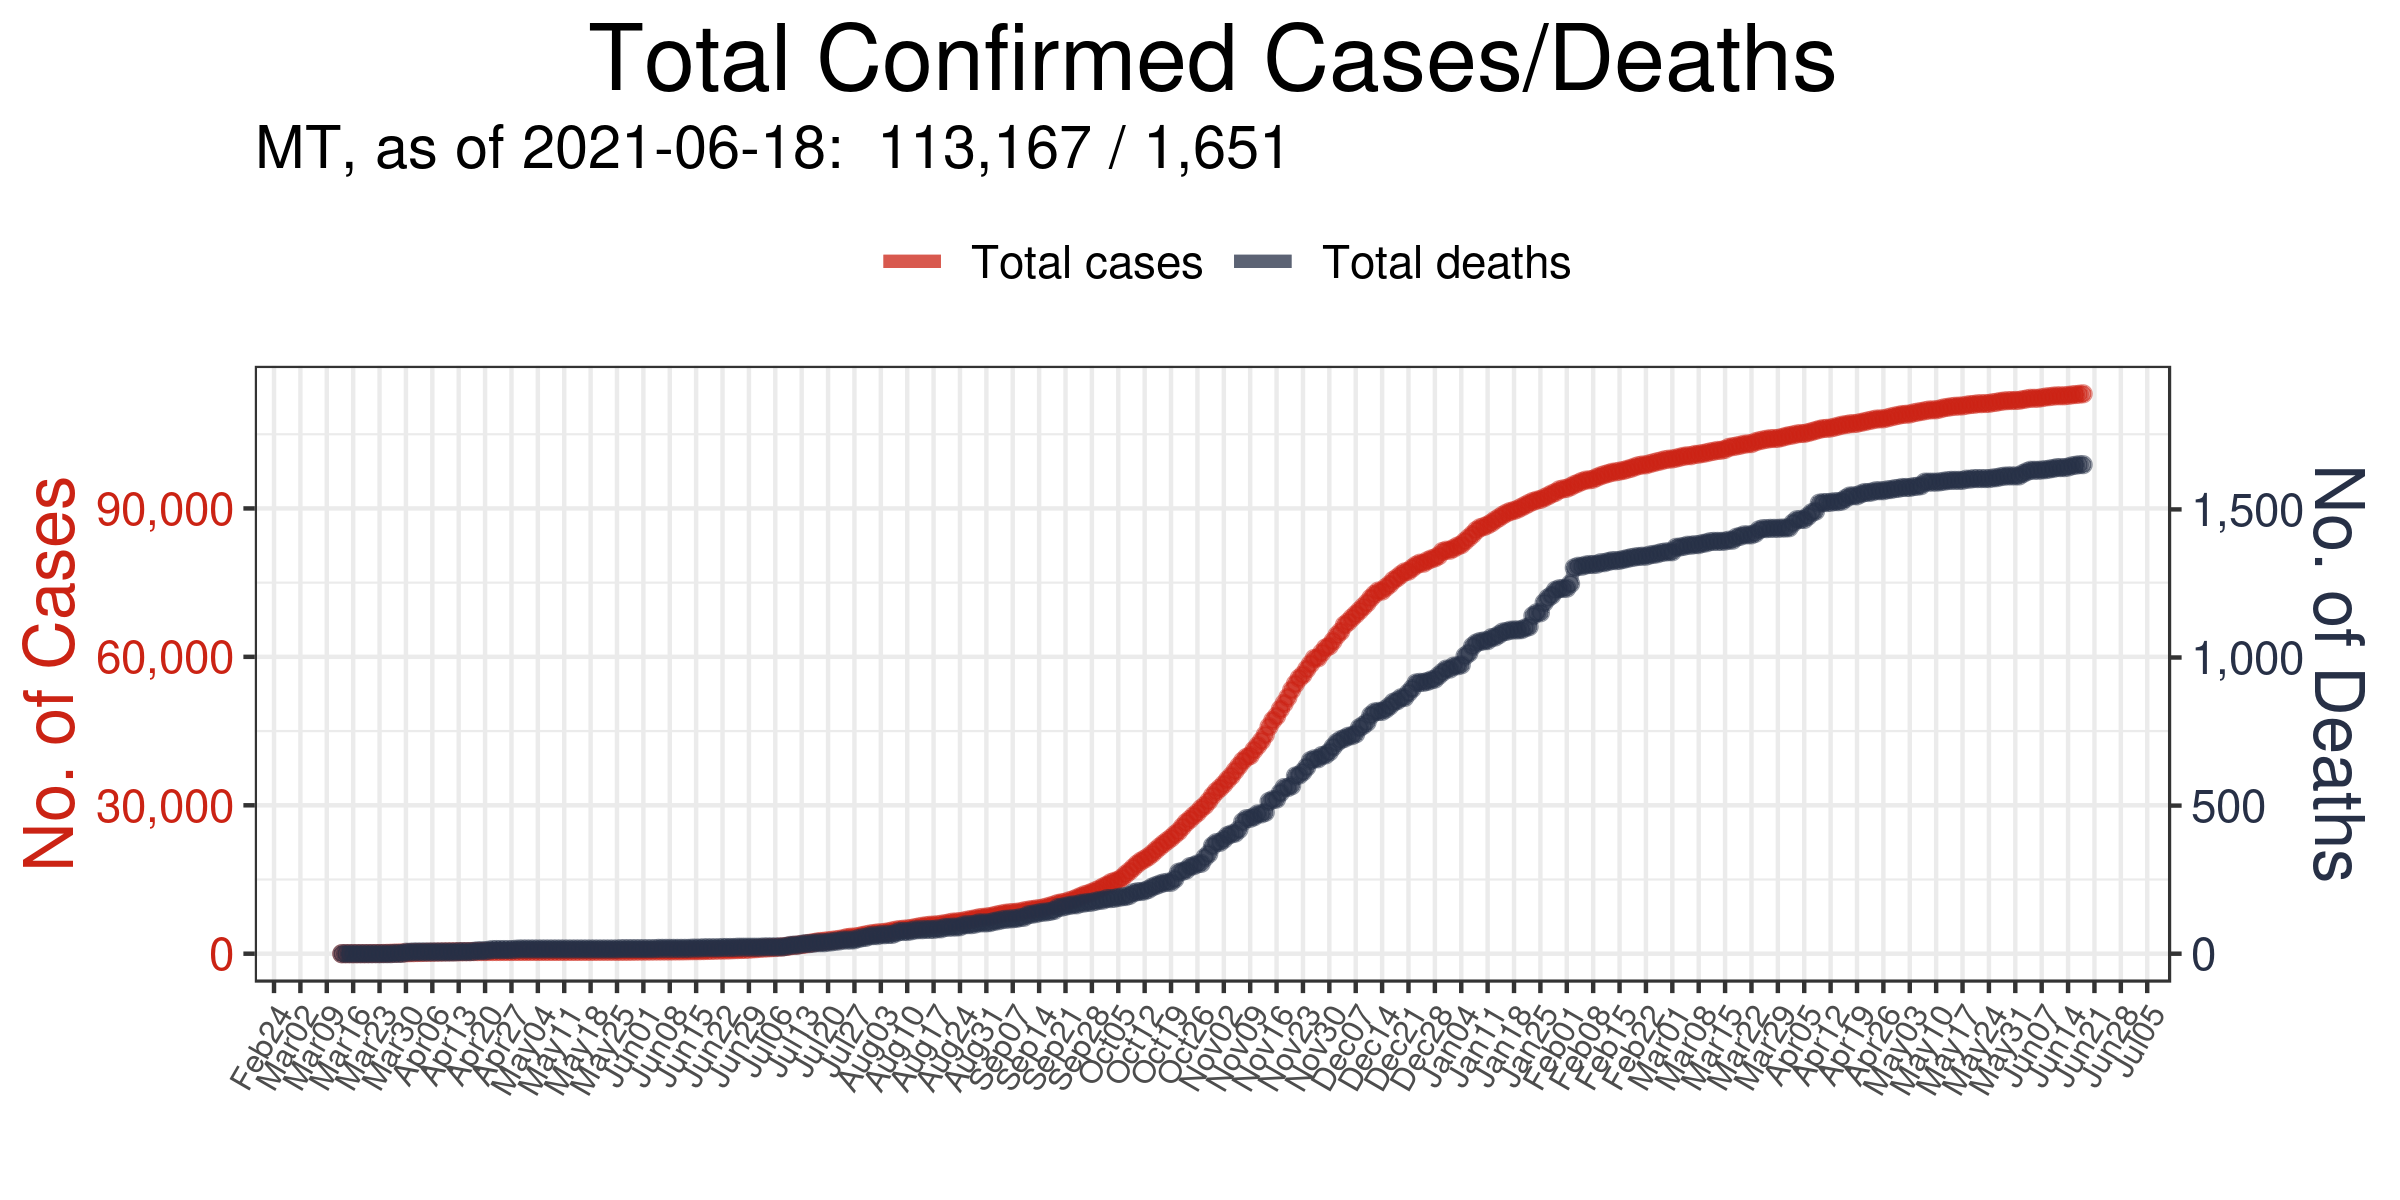 Total Confirmed Cases/Deaths
MT, as of 2021-06-18:  113,167 / 1,651
Total cases
Total deaths
No. of Cases
90,000
60,000
30,000
0
1,500
1,000
500
0
No. of Deaths
Feb24
Mar02
Mar09
Mar16
Mar23
Mar30
Apr06
Apr13
Apr20
Apr27
May04
May11
May18
May25
Jun01
Jun08
Jun15
Jun22
Jun29
Jul06
Jul13
Jul20
Jul27
Aug03
Aug10
Aug17
Aug24
Aug31
Sep07
Sep14
Sep21
Sep28
Oct05
Oct12
Oct19
Oct26
Nov02
Nov09
Nov16
Nov23
Nov30
Dec07
Dec14
Dec21
Dec28
Jan04
Jan11
Jan18
Jan25
Feb01
Feb08
Feb15
Feb22
Mar01
Mar08
Mar15
Mar22
Mar29
Apr05
Apr12
Apr19
Apr26
May03
May10
May17
May24
May31
Jun07
Jun14
Jun21
Jun28
Jul05